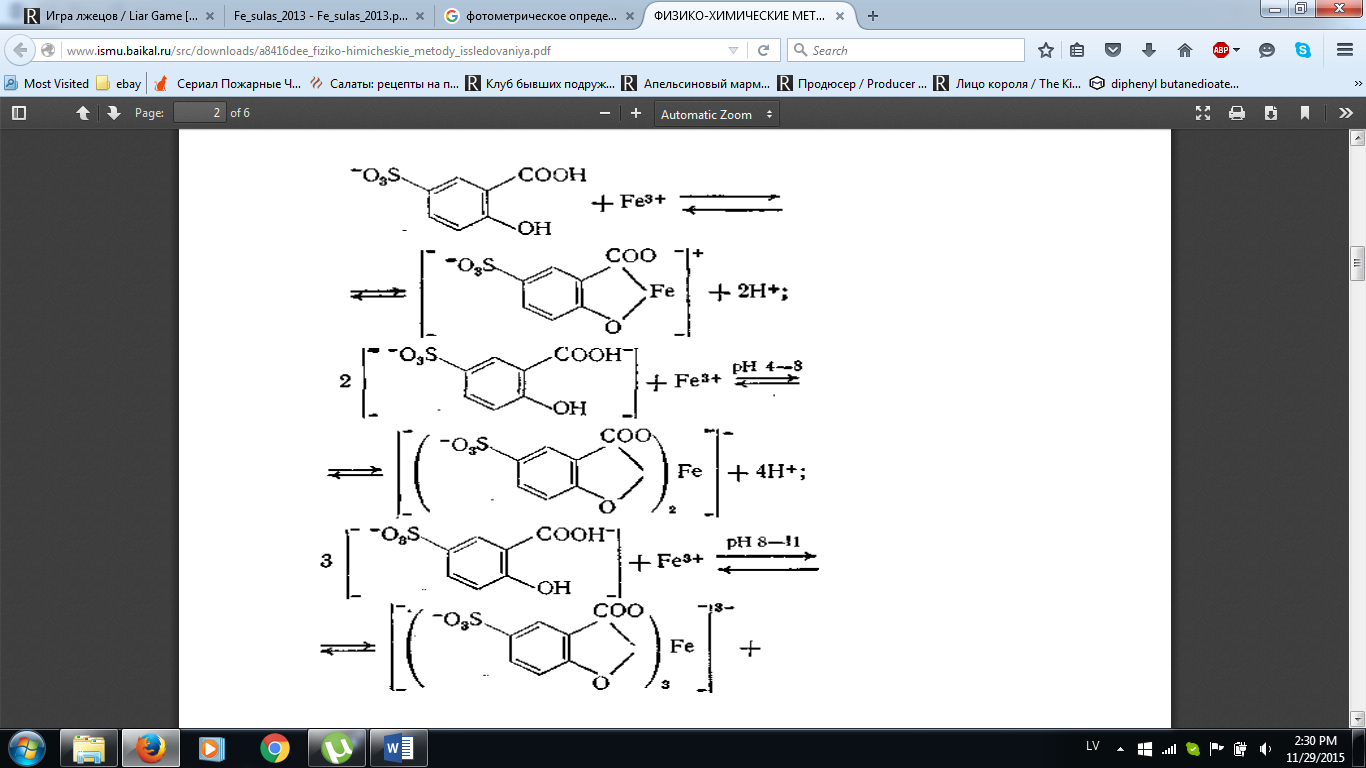 Игра лжецов / Liar Game [... Fe_sulas_2013 - Fe_sulas_2013.p... фотометрическое опреде... ФИЗИКО-ХИМИЧЕСКИЕ МЕТ...
www.ismu.baikal.ru/src/downloads/a8416dee_fiziko-himicheskie_metody_issledovaniya.pdf Search ABP
Most Visited ebay Сериал Пожарные Ч... Салаты: рецепты на п... Клуб бывших подруж... Апельсиновый марм... Продюсер / Producer ... Лицо короля / The Ki... diphenyl butanedioate... »
Page: 2 of 6 − + Automatic Zoom »
⁻O₃S COOH
+ Fe³⁺
OH
⁻O₃S COO +
Fe + 2H⁺;
O
⁻O₃S COOH ⁻
2 + Fe³⁺ pH 4—8
OH
⁻O₃S COO ⁻
Fe + 4H⁺;
O 2
⁻O₃S COOH ⁻
3 + Fe³⁺ pH 8—11
OH
⁻O₃S COO 3−
Fe +
O 3
LV 2:30 PM
11/29/2015